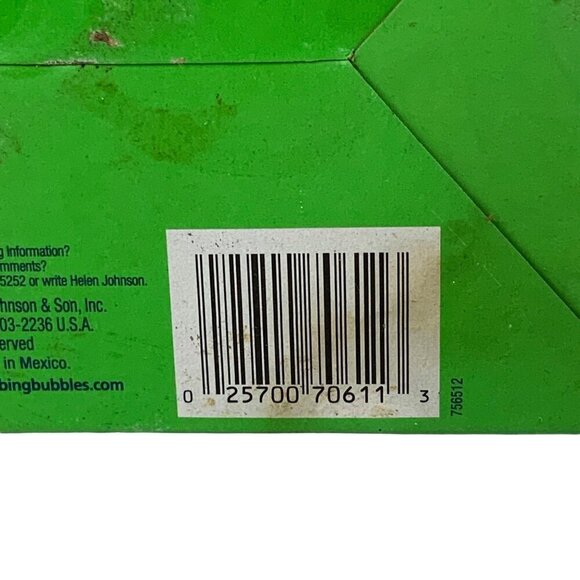 g Information?
mments?
5252 or write Helen Johnson.
hnson & Son, Inc.
03-2236 U.S.A.
erved
in Mexico.
bingbubbles.com
0 25700 70611 3
756512